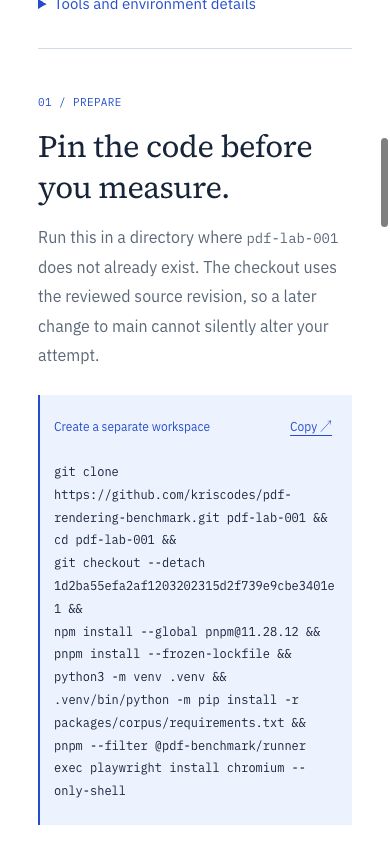 Tools and environment details
01 / PREPARE
Pin the code before
you measure.
Run this in a directory where pdf-lab-001
does not already exist. The checkout uses
the reviewed source revision, so a later
change to main cannot silently alter your
attempt.
Create a separate workspace
Copy ↗
git clone
https://github.com/kriscodes/pdf-
rendering-benchmark.git pdf-lab-001 &&
cd pdf-lab-001 &&
git checkout --detach
1d2ba55efa2af1203202315d2f739e9cbe3401e
1 &&
npm install --global pnpm@11.28.12 &&
pnpm install --frozen-lockfile &&
python3 -m venv .venv &&
.venv/bin/python -m pip install -r
packages/corpus/requirements.txt &&
pnpm --filter @pdf-benchmark/runner
exec playwright install chromium --
only-shell